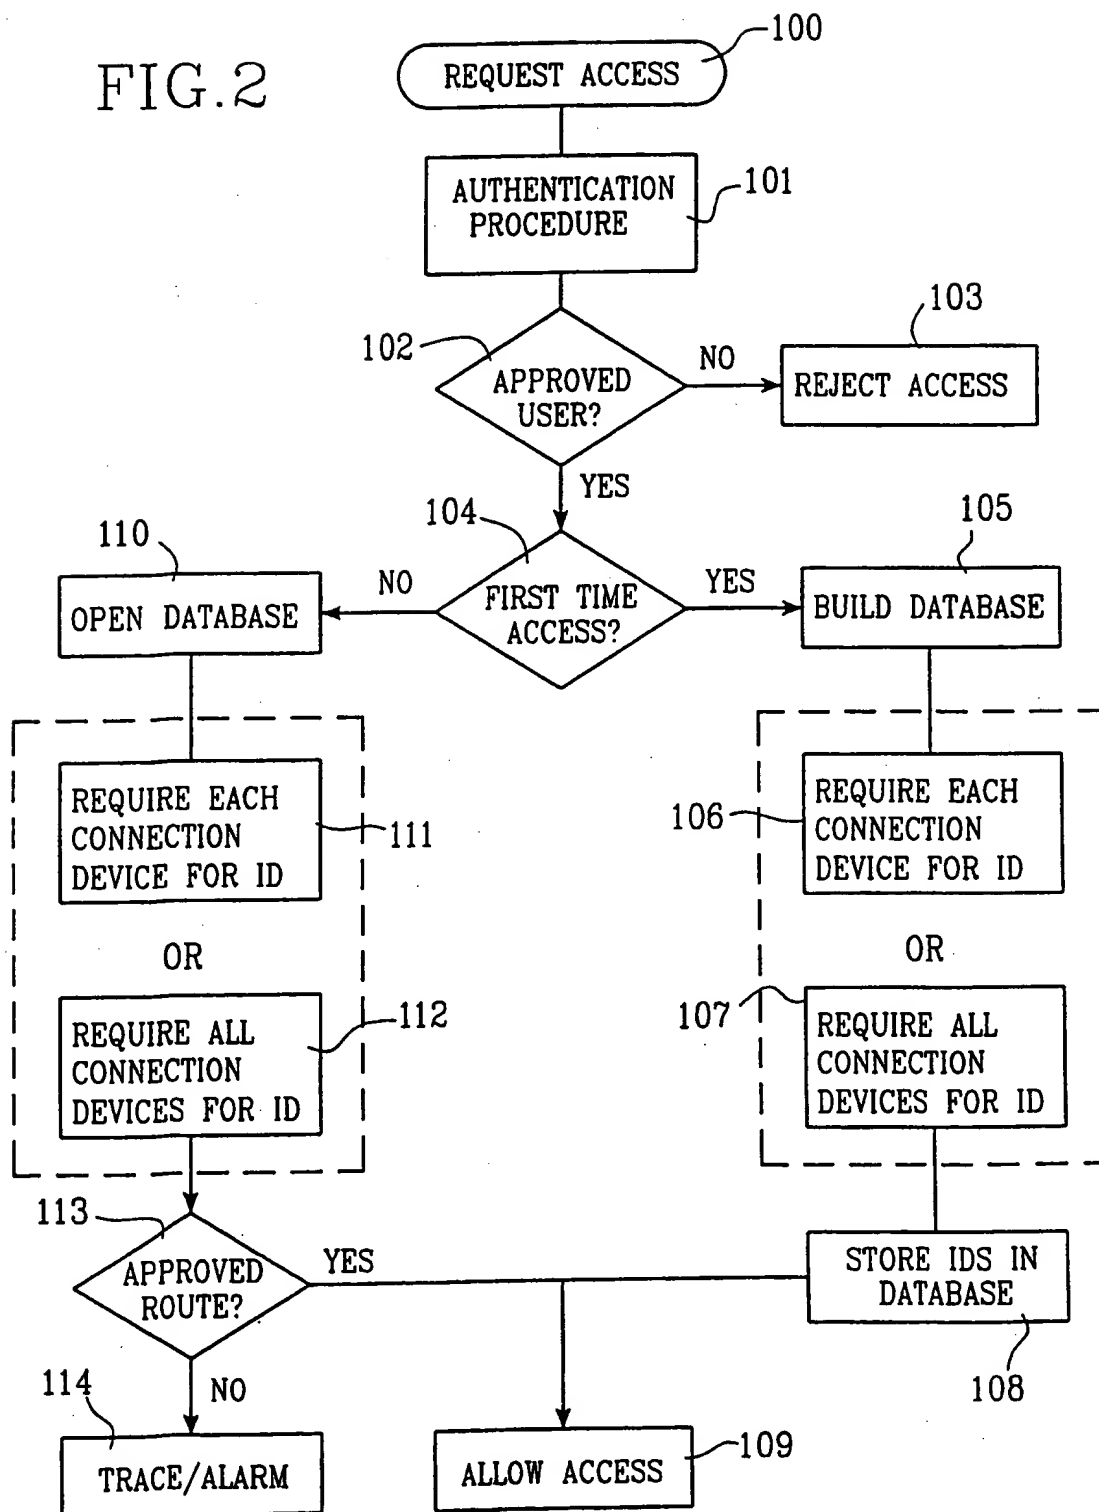 FIG.2
REQUEST ACCESS
100
AUTHENTICATION
PROCEDURE
101
102
APPROVED
USER?
NO
103
REJECT ACCESS
YES
104
FIRST TIME
ACCESS?
NO
YES
110
OPEN DATABASE
105
BUILD DATABASE
REQUIRE EACH
CONNECTION
DEVICE FOR ID
111
OR
REQUIRE ALL
CONNECTION
DEVICES FOR ID
112
106
REQUIRE EACH
CONNECTION
DEVICE FOR ID
OR
107
REQUIRE ALL
CONNECTION
DEVICES FOR ID
113
APPROVED
ROUTE?
YES
STORE IDS IN
DATABASE
108
NO
114
TRACE/ALARM
ALLOW ACCESS
109